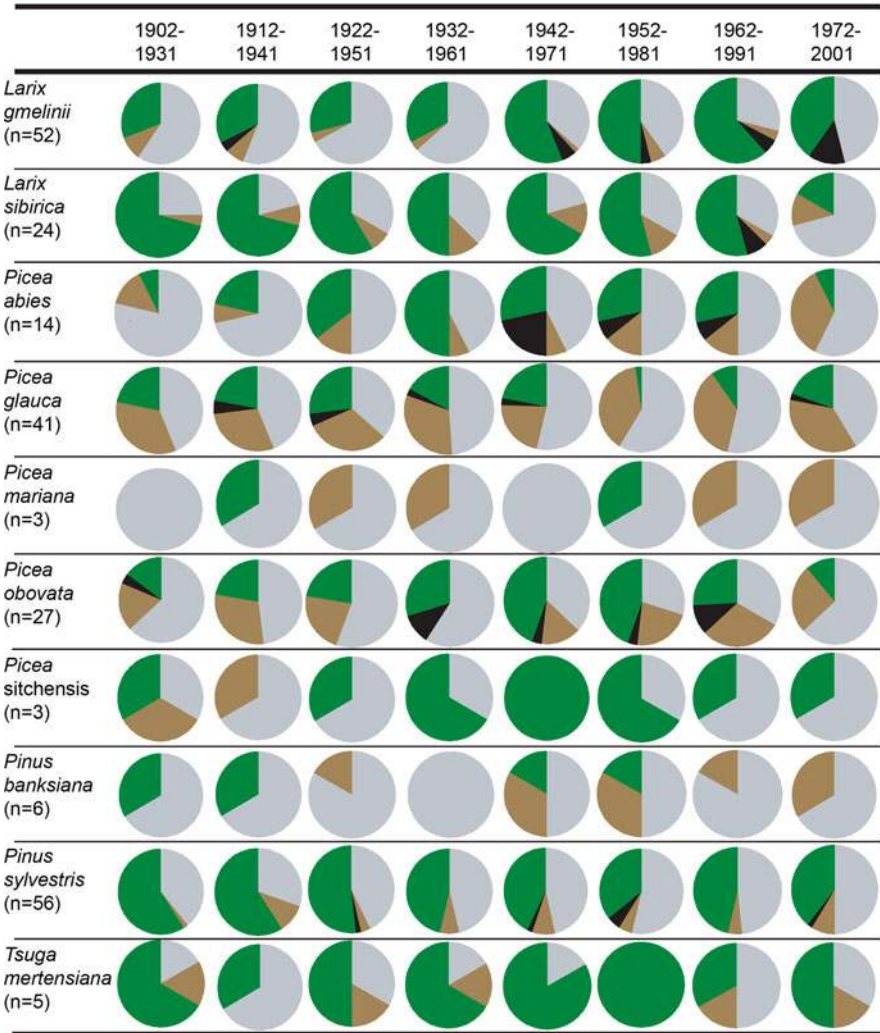 1902- 1912- 1922- 1932- 1942- 1952- 1962- 1972-
1931 1941 1951 1961 1971 1981 1991 2001
Larix
gmelinii
(n=52)
Larix
sibirica
(n=24)
Picea
abies
(n=14)
Picea
glauca
(n=41)
Picea
mariana
(n=3)
Picea
obovata
(n=27)
Picea
sitchensis
(n=3)
Pinus
banksiana
(n=6)
Pinus
sylvestris
(n=56)
Tsuga
mertensiana
(n=5)